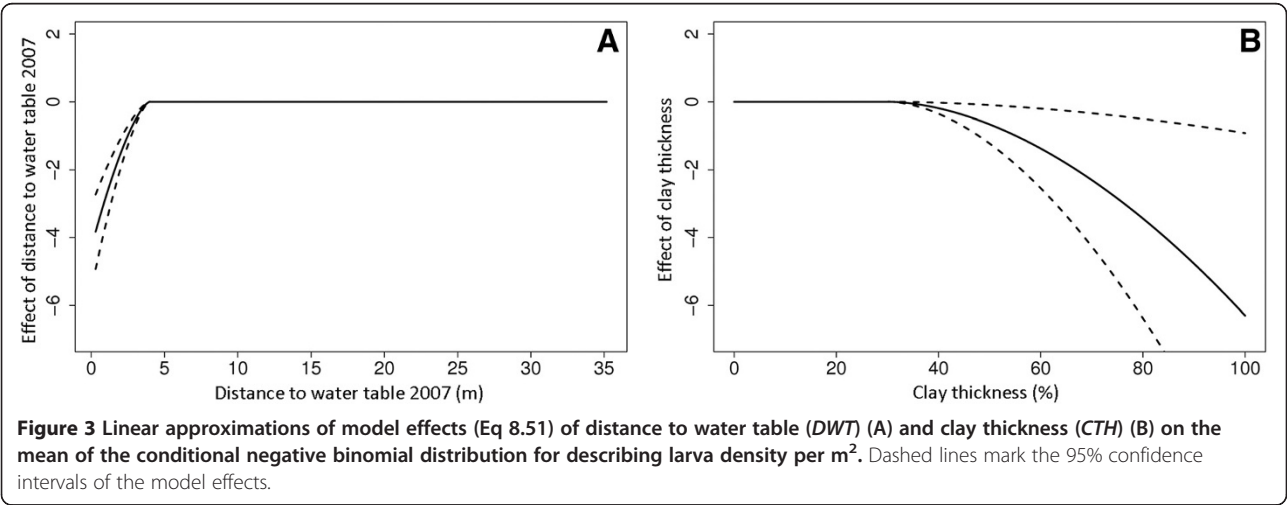 A
Effect of distance to water table 2007
2
0
−2
−4
−6
0 5 10 15 20 25 30 35
Distance to water table 2007 (m)
B
Effect of clay thickness
2
0
−2
−4
−6
0 20 40 60 80 100
Clay thickness (%)
Figure 3 Linear approximations of model effects (Eq 8.51) of distance to water table (DWT) (A) and clay thickness (CTH) (B) on the
mean of the conditional negative binomial distribution for describing larva density per m². Dashed lines mark the 95% confidence
intervals of the model effects.